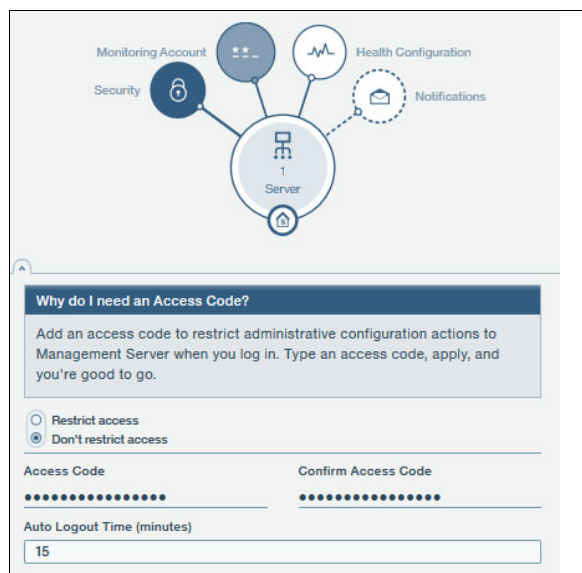 Monitoring Account
Health Configuration
Security
Notifications
1
Server
$
Why do I need an Access Code?
Add an access code to restrict administrative configuration actions to
Management Server when you log in. Type an access code, apply, and
you're good to go.
Restrict access
Don't restrict access
Access Code
Confirm Access Code
●●●●●●●●●●●●●●●●
●●●●●●●●●●●●●●●●
Auto Logout Time (minutes)
15